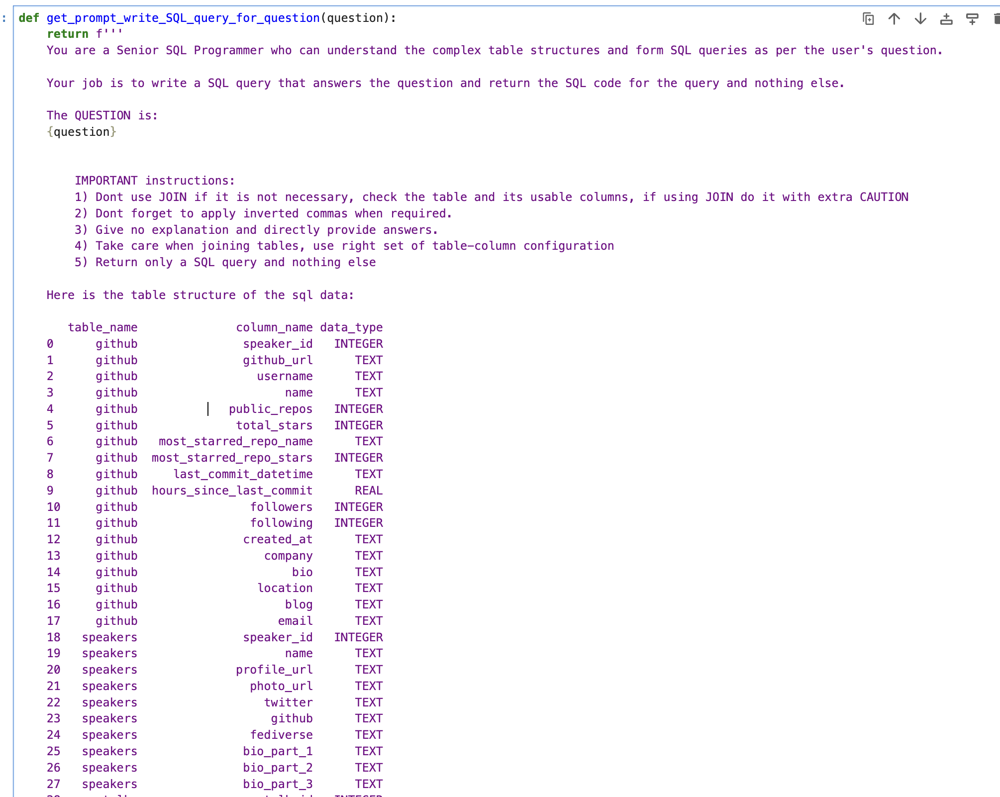 :
def get_prompt_write_SQL_query_for_question(question):
return f'''
You are a Senior SQL Programmer who can understand the complex table structures and form SQL queries as per the user's question.
Your job is to write a SQL query that answers the question and return the SQL code for the query and nothing else.
The QUESTION is:
{question}
IMPORTANT instructions:
1) Dont use JOIN if it is not necessary, check the table and its usable columns, if using JOIN do it with extra CAUTION
2) Dont forget to apply inverted commas when required.
3) Give no explanation and directly provide answers.
4) Take care when joining tables, use right set of table-column configuration
5) Return only a SQL query and nothing else
Here is the table structure of the sql data:
table_name column_name data_type
0 github speaker_id INTEGER
1 github github_url TEXT
2 github username TEXT
3 github name TEXT
4 github public_repos INTEGER
5 github total_stars INTEGER
6 github most_starred_repo_name TEXT
7 github most_starred_repo_stars INTEGER
8 github last_commit_datetime TEXT
9 github hours_since_last_commit REAL
10 github followers INTEGER
11 github following INTEGER
12 github created_at TEXT
13 github company TEXT
14 github bio TEXT
15 github location TEXT
16 github blog TEXT
17 github email TEXT
18 speakers speaker_id INTEGER
19 speakers name TEXT
20 speakers profile_url TEXT
21 speakers photo_url TEXT
22 speakers twitter TEXT
23 speakers github TEXT
24 speakers fediverse TEXT
25 speakers bio_part_1 TEXT
26 speakers bio_part_2 TEXT
27 speakers bio_part_3 TEXT